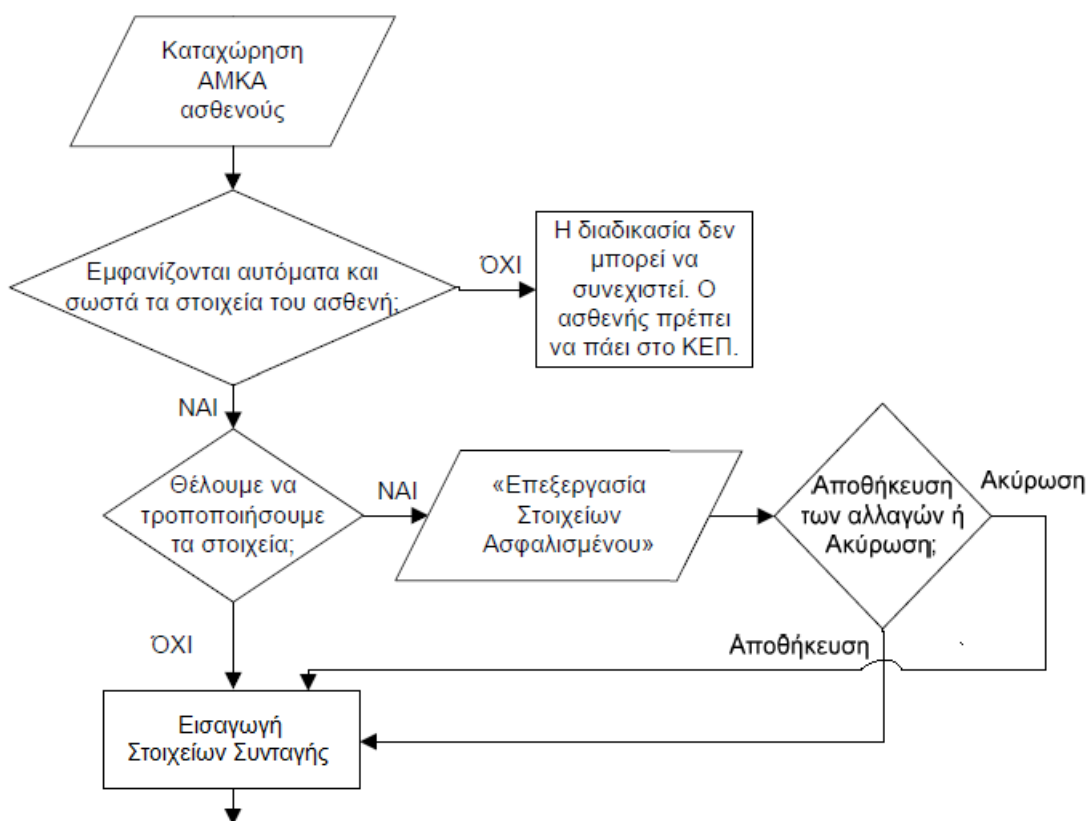 Καταχώρηση
ΑΜΚΑ
ασθενούς
Εμφανίζονται αυτόματα και
σωστά τα στοιχεία του ασθενή;
ΌΧΙ
Η διαδικασία δεν
μπορεί να
συνεχιστεί. Ο
ασθενής πρέπει
να πάει στο ΚΕΠ.
ΝΑΙ
Θέλουμε να
τροποποιήσουμε
τα στοιχεία;
ΝΑΙ
«Επεξεργασία
Στοιχείων
Ασφαλισμένου»
Αποθήκευση
των αλλαγών ή
Ακύρωση;
Ακύρωση
ΌΧΙ
Αποθήκευση
Εισαγωγή
Στοιχείων Συνταγής